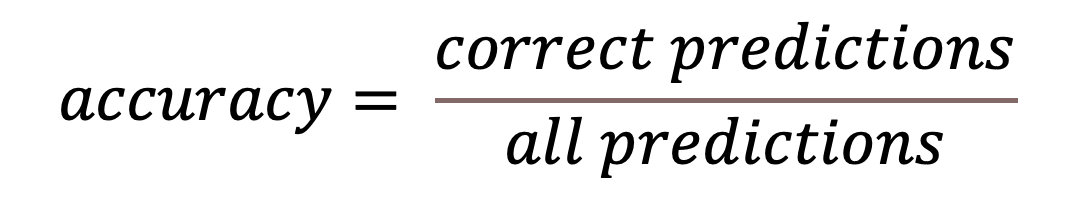 accuracy =
correct predictions
all predictions